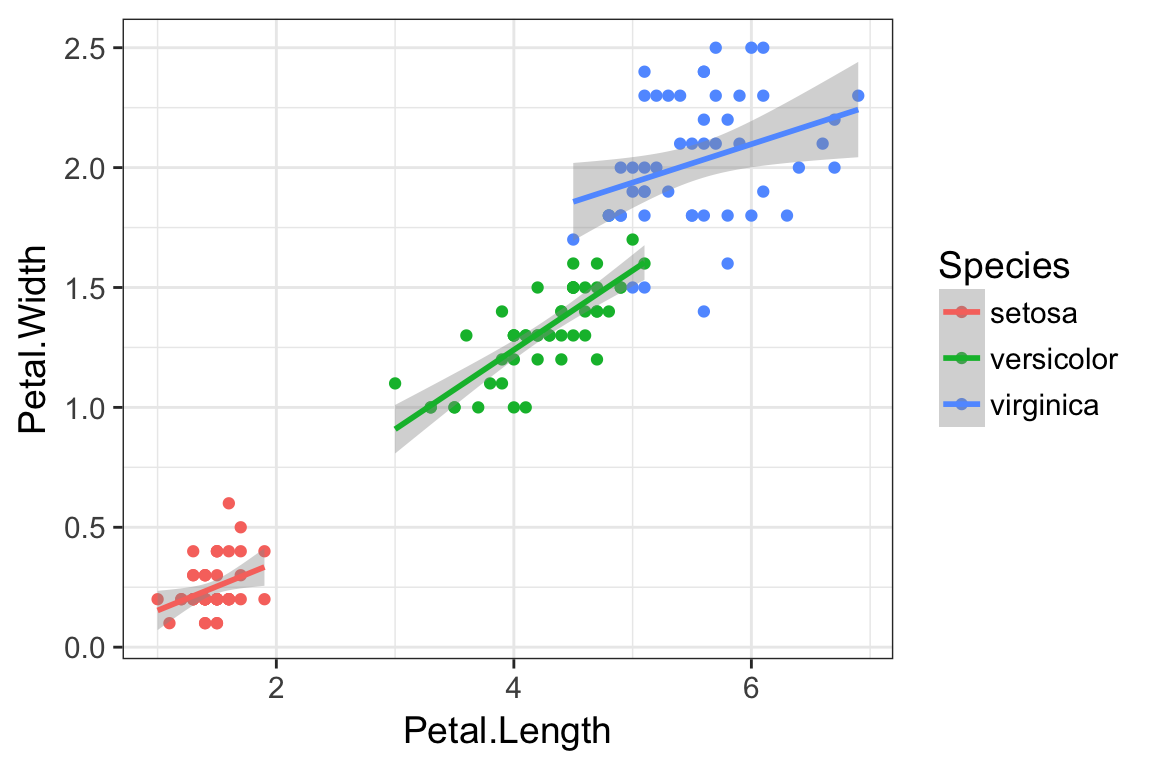 2.5
2.0
1.5
1.0
0.5
0.0
Petal.Width
2 4 6
Petal.Length
Species
setosa
versicolor
virginica